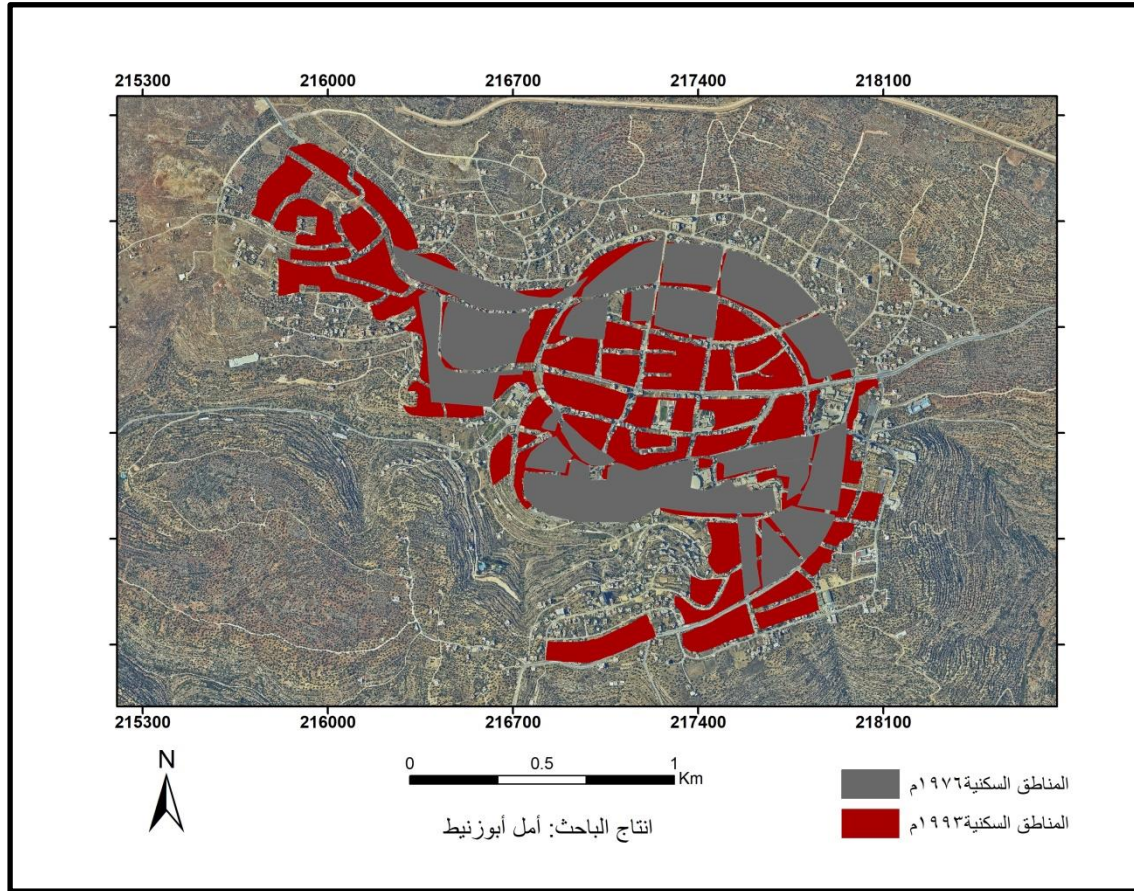 215300 216000 216700 217400 218100
215300 216000 216700 217400 218100
N
0 0.5 1
Km
المناطق السكنية١٩٧٦م
المناطق السكنية١٩٩٣م
انتاج الباحث: أمل أبوزنيط